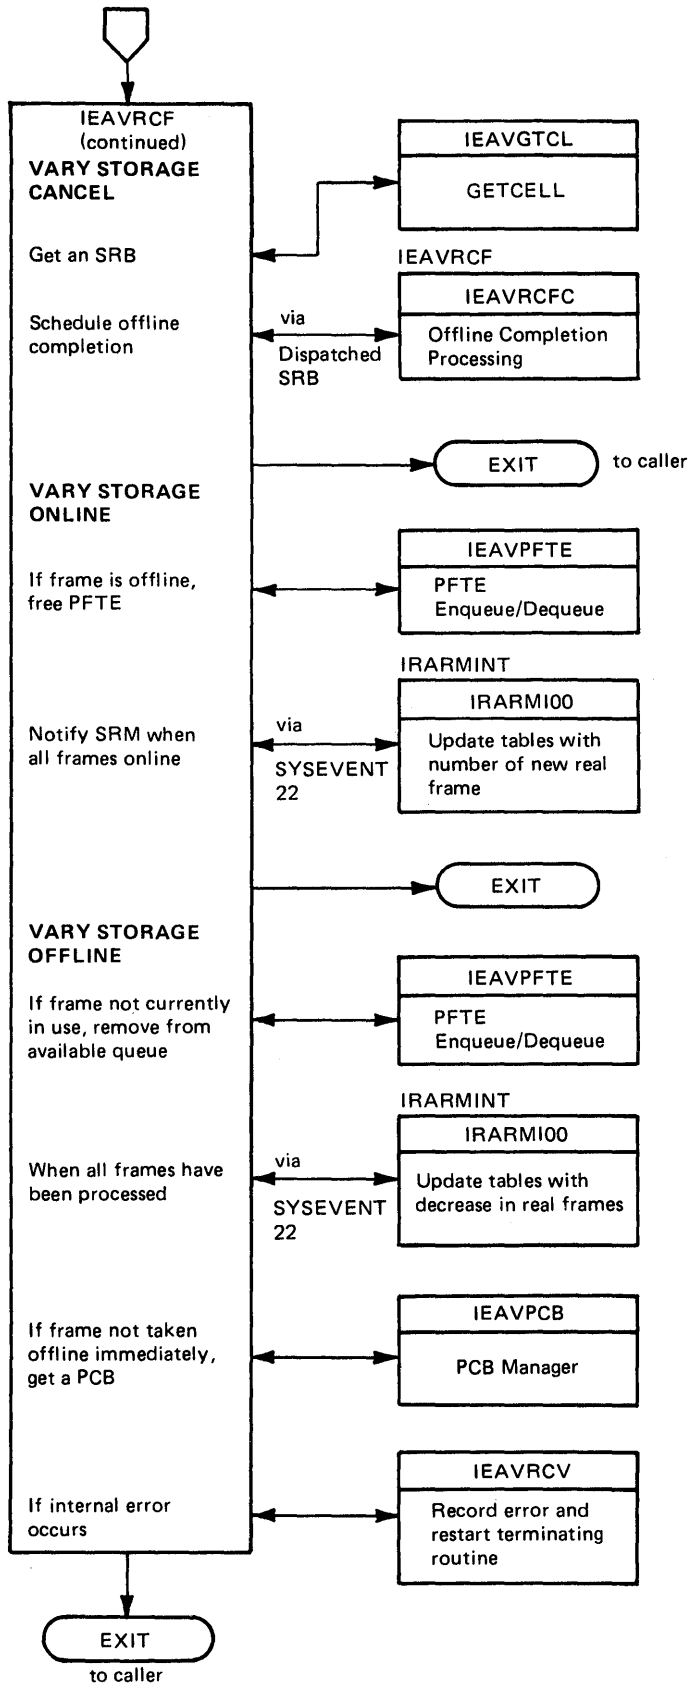 IEAVRCF
(continued)
VARY STORAGE
CANCEL
IEAVGTCL
GETCELL
Get an SRB
IEAVRCF
IEAVRCFC
Schedule offline
completion
via
Dispatched
SRB
Offline Completion
Processing
EXIT
to caller
VARY STORAGE
ONLINE
IEAVPFTE
If frame is offline,
free PFTE
PFTE
Enqueue/Dequeue
IRARMINT
IRARMI00
Notify SRM when
all frames online
via
SYSEVENT
22
Update tables with
number of new real
frame
EXIT
VARY STORAGE
OFFLINE
IEAVPFTE
If frame not currently
in use, remove from
available queue
PFTE
Enqueue/Dequeue
IRARMINT
IRARMI00
When all frames have
been processed
via
SYSEVENT
22
Update tables with
decrease in real frames
IEAVPCB
If frame not taken
offline immediately,
get a PCB
PCB Manager
IEAVRCV
If internal error
occurs
Record error and
restart terminating
routine
EXIT
to caller